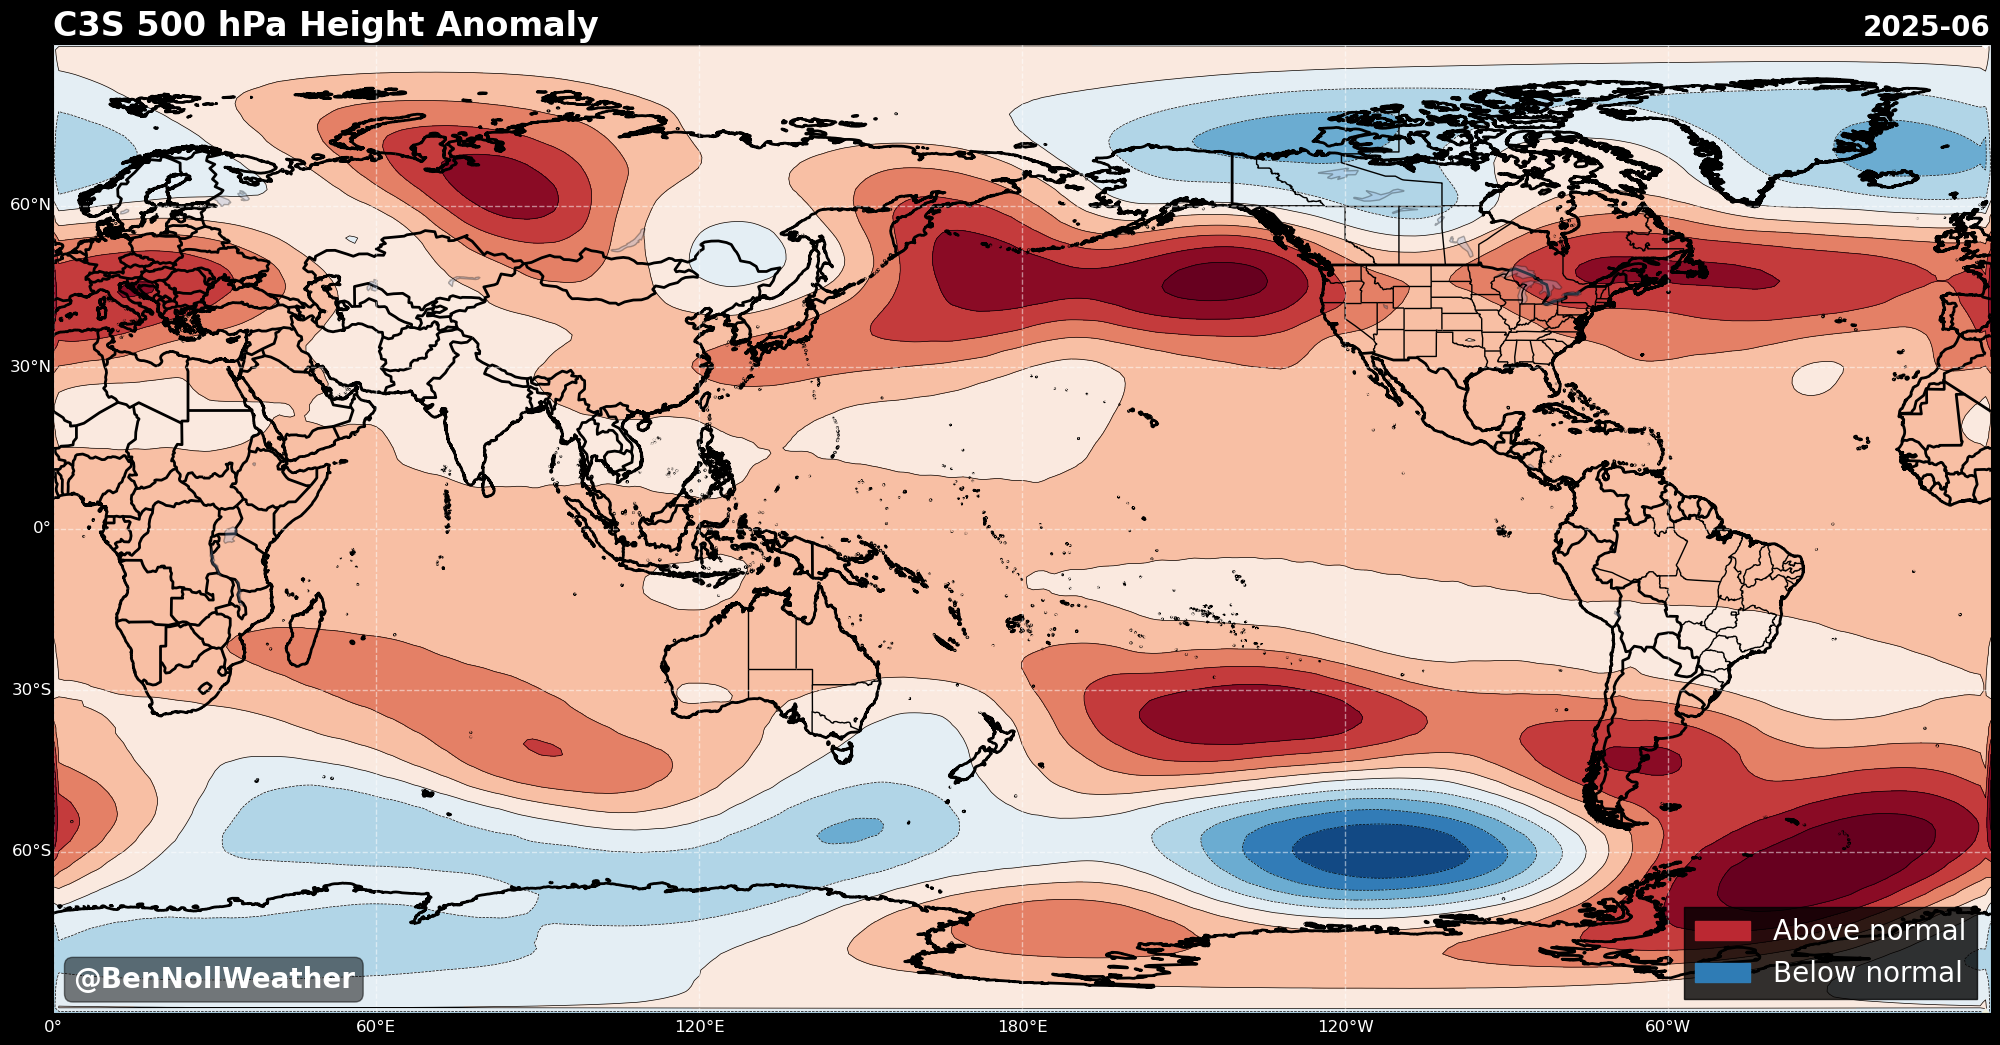 C3S 500 hPa Height Anomaly
2025-06
60°N
30°N
0°
30°S
60°S
@BenNollWeather
Above normal
Below normal
0°
60°E
120°E
180°E
120°W
60°W